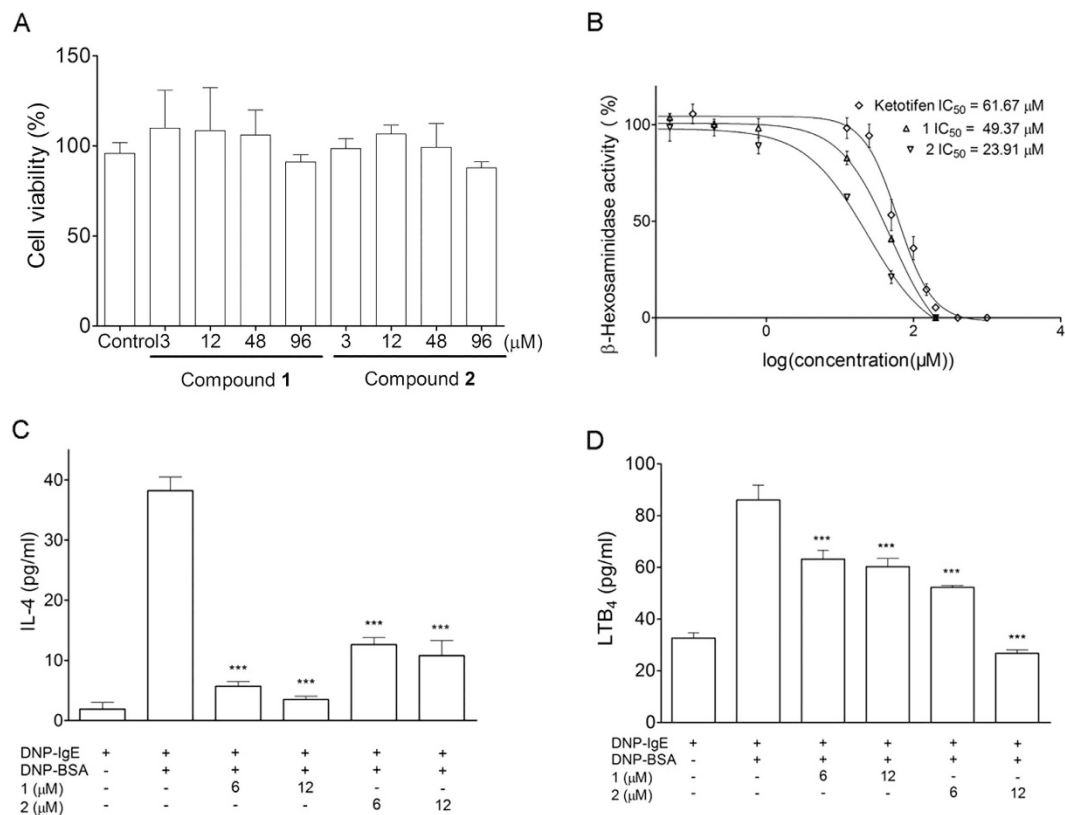 A
Cell viability (%)
150
100
50
0
Control 3 12 48 96 3 12 48 96 (μM)
Compound 1 Compound 2
B
β-Hexosaminidase activity (%)
100
50
0
0 2 4
log(concentration(μM))
Ketotifen IC50 = 61.67 μM
1 IC50 = 49.37 μM
2 IC50 = 23.91 μM
C
IL-4 (pg/ml)
40
30
20
10
0
*** *** *** ***
DNP-IgE + + + + + +
DNP-BSA - + + + + +
1 (μM) - - 6 12 - -
2 (μM) - - - - 6 12
D
LTB4 (pg/ml)
100
80
60
40
20
0
*** *** *** ***
DNP-IgE + + + + + +
DNP-BSA - + + + + +
1 (μM) - - 6 12 - -
2 (μM) - - - - 6 12